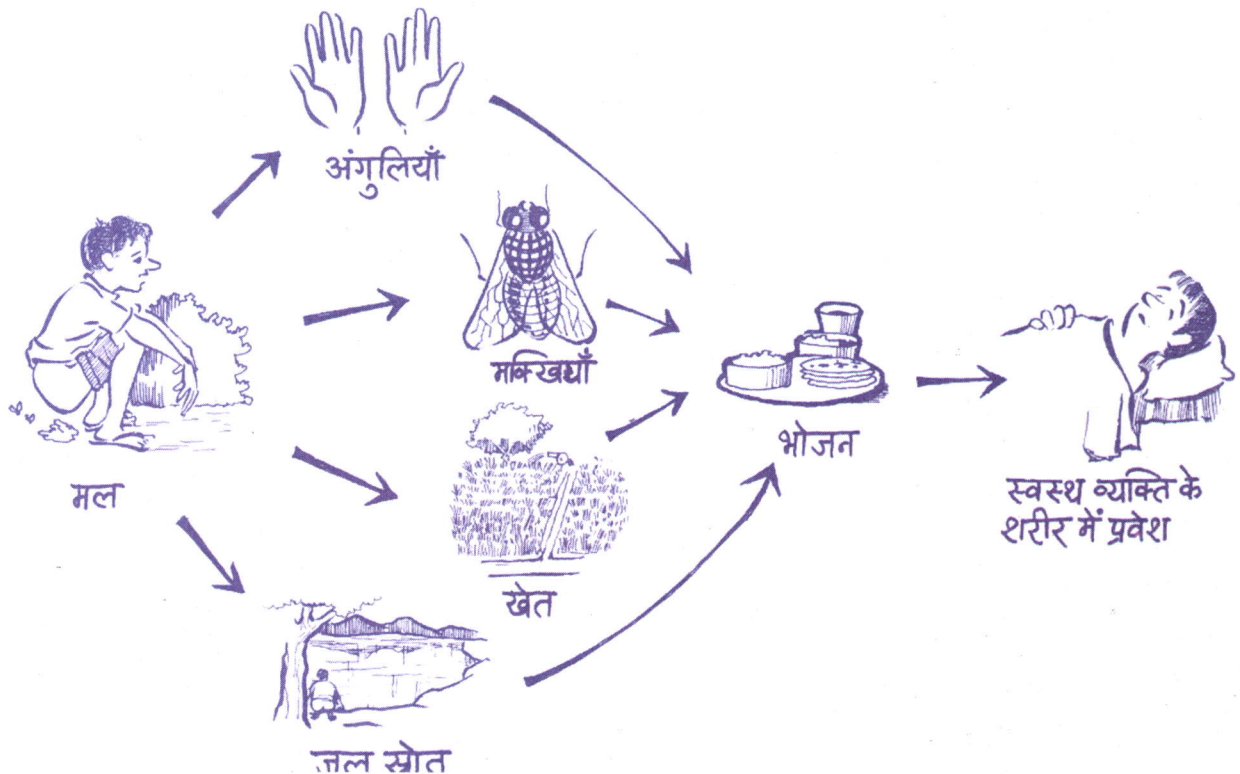 अंगुलियाँ
मक्खियाँ
मल
खेत
जल स्रोत
भोजन
स्वस्थ व्यक्ति के
शरीर में प्रवेश